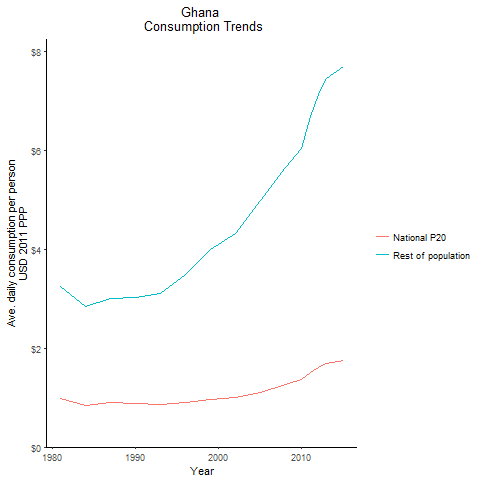 Ghana
Consumption Trends
Ave. daily consumption per person
USD 2011 PPP
$8
$6
$4
$2
$0
1980 1990 2000 2010
Year
National P20
Rest of population